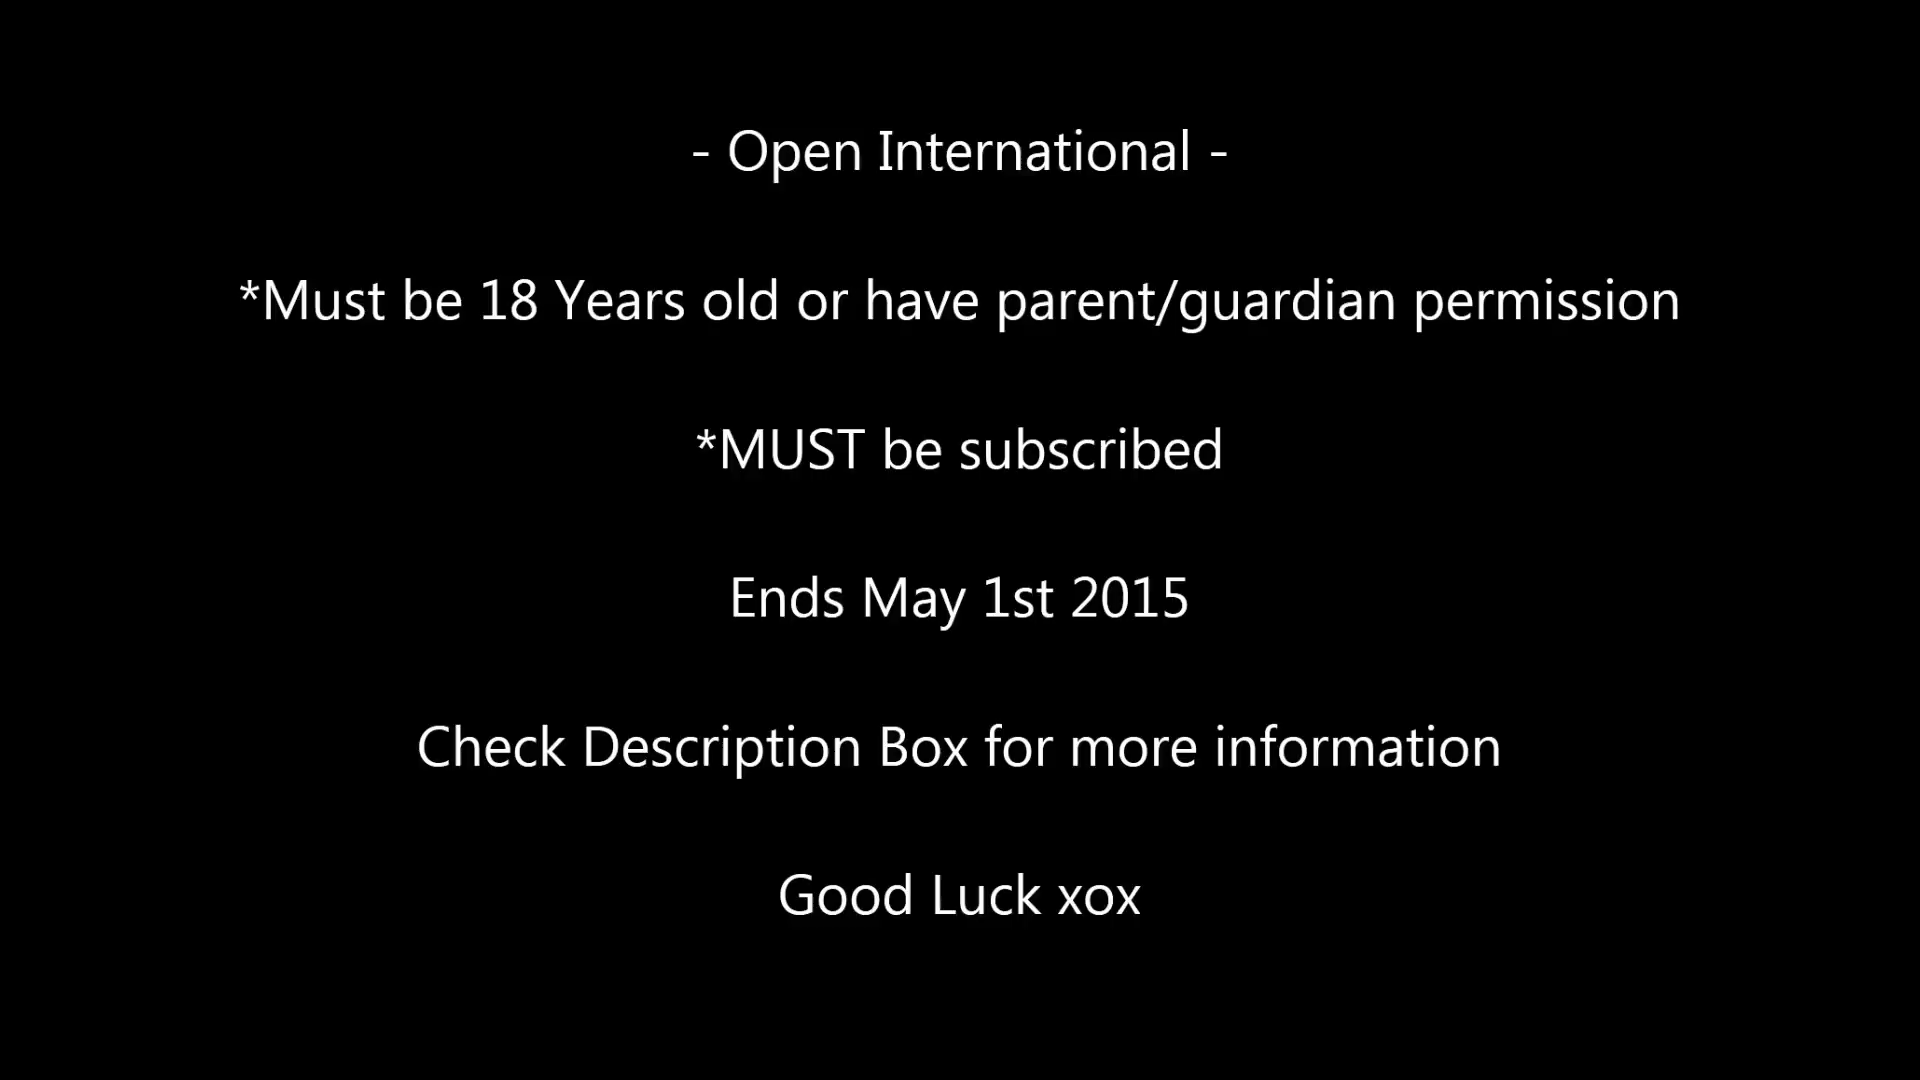 - Open International -
*Must be 18 Years old or have parent/guardian permission
*MUST be subscribed
Ends May 1st 2015
Check Description Box for more information
Good Luck xox